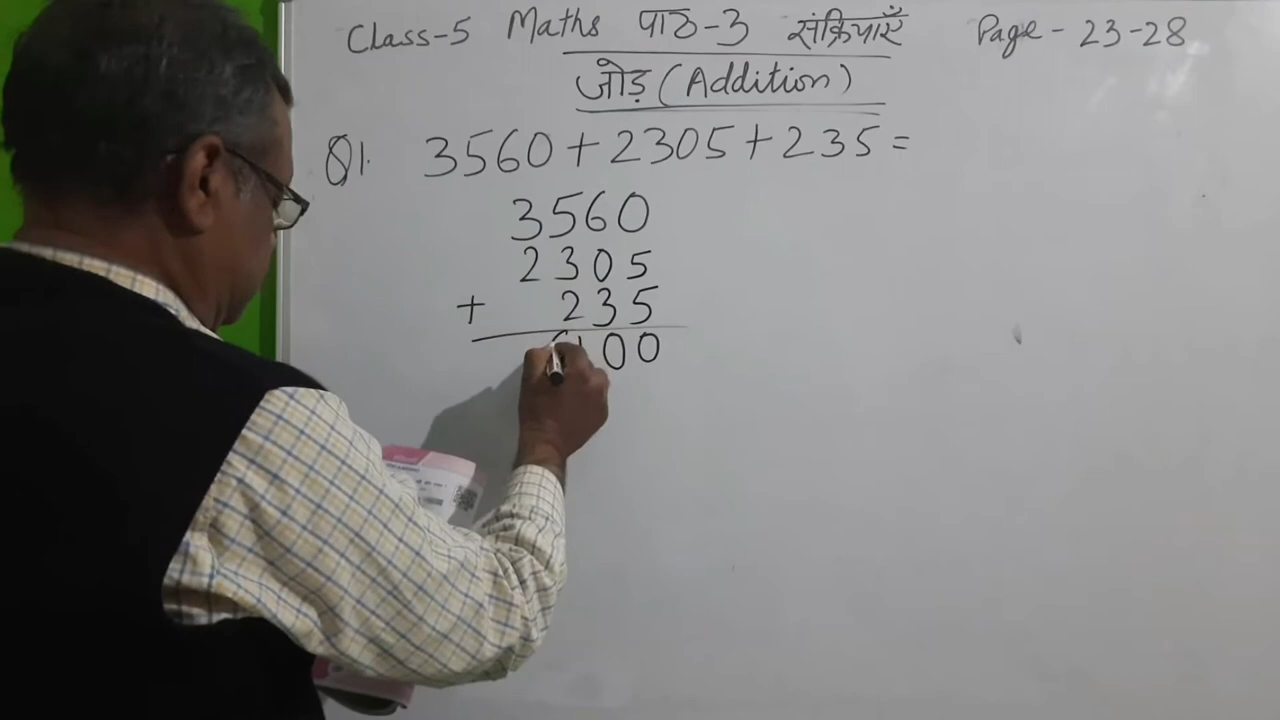 Class-5 Maths पाठ-3 संक्रियाएँ Page - 23-28
जोड़ (Addition)
Q1. 3560+2305+235=
3560
2305
+ 235
6100